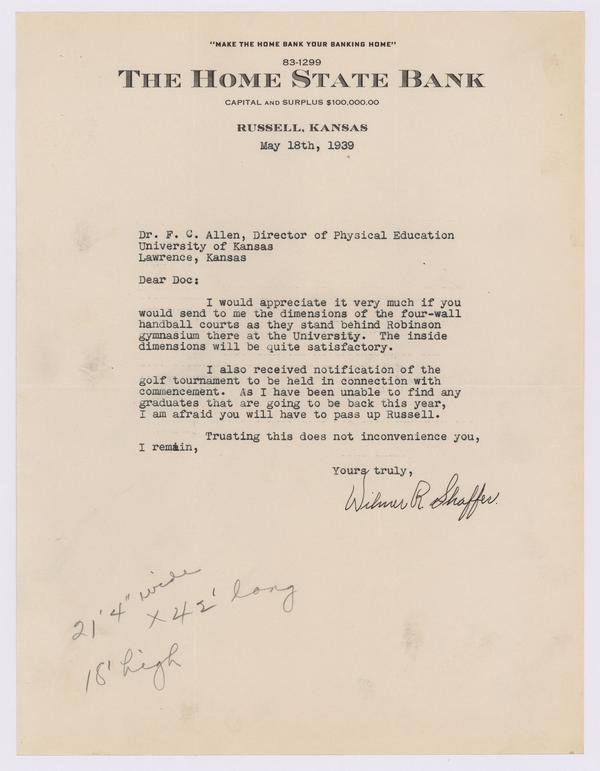 "MAKE THE HOME BANK YOUR BANKING HOME"
83-1299
THE HOME STATE BANK
CAPITAL AND SURPLUS $100,000.00
RUSSELL, KANSAS
May 18th, 1939
Dr. F. C. Allen, Director of Physical Education
University of Kansas
Lawrence, Kansas
Dear Doc:
I would appreciate it very much if you
would send to me the dimensions of the four-wall
handball courts as they stand behind Robinson
gymnasium there at the University. The inside
dimensions will be quite satisfactory.
I also received notification of the
golf tournament to be held in connection with
commencement. As I have been unable to find any
graduates that are going to be back this year,
I am afraid you will have to pass up Russell.
Trusting this does not inconvenience you,
I remain,
Yours truly,
Wilmer R. Shaffer.
21' 4" wide
x 42' long
18' high